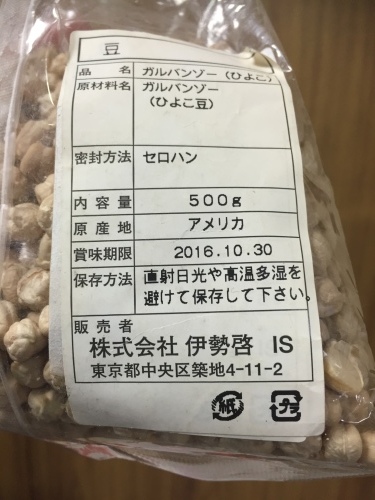 豆
品名 ガルバンゾー（ひよこ）
原材料名 ガルバンゾー
（ひよこ豆）
密封方法 セロハン
内容量 500g
原産地 アメリカ
賞味期限 2016.10.30
保存方法 直射日光や高温多湿を
避けて保存して下さい。
販売者
株式会社 伊勢啓 IS
東京都中央区築地4-11-2
紙 プラ